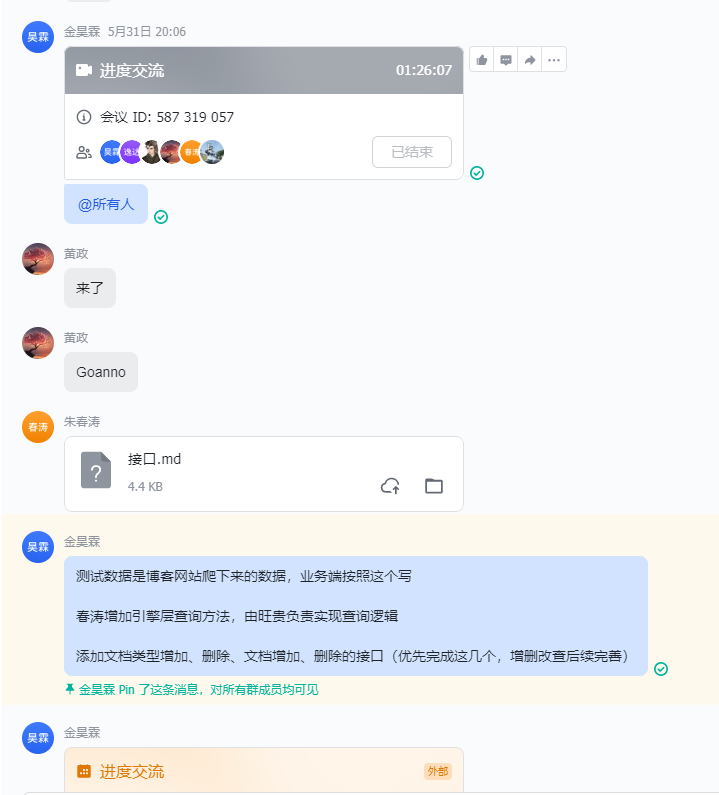 昊霖
金昊霖 5月31日 20:06
进度交流
01:26:07
会议 ID: 587 319 057
昊霖
逸达
春涛
已结束
@所有人
黄政
来了
黄政
Goanno
春涛
朱春涛
接口.md
4.4 KB
昊霖
金昊霖
测试数据是博客网站爬下来的数据，业务端按照这个写
春涛增加引擎层查询方法，由旺贵负责实现查询逻辑
添加文档类型增加、删除、文档增加、删除的接口（优先完成这几个，增删改查后续完善）
金昊霖 Pin 了这条消息，对所有群成员均可见
昊霖
金昊霖
进度交流
外部